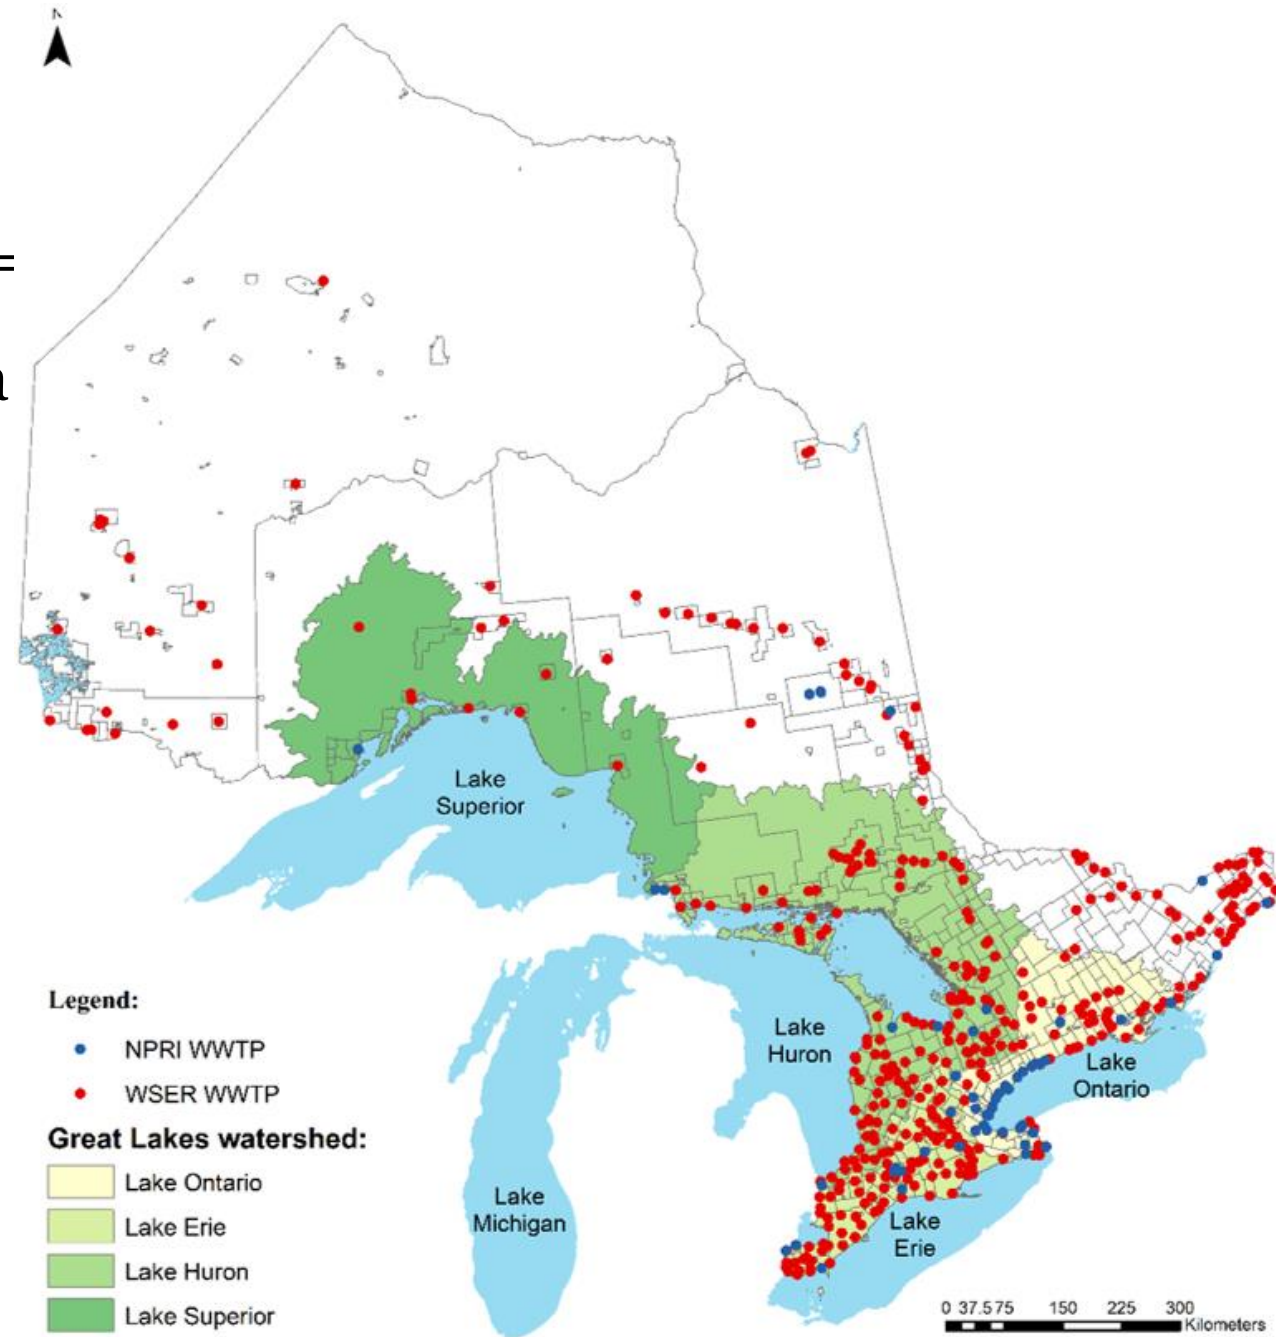 N
=
a
Lake
Superior
Lake
Huron
Lake
Ontario
Lake
Michigan
Lake
Erie
Legend:
NPRI WWTP
WSER WWTP
Great Lakes watershed:
Lake Ontario
Lake Erie
Lake Huron
Lake Superior
0 37.5 75 150 225 300
Kilometers